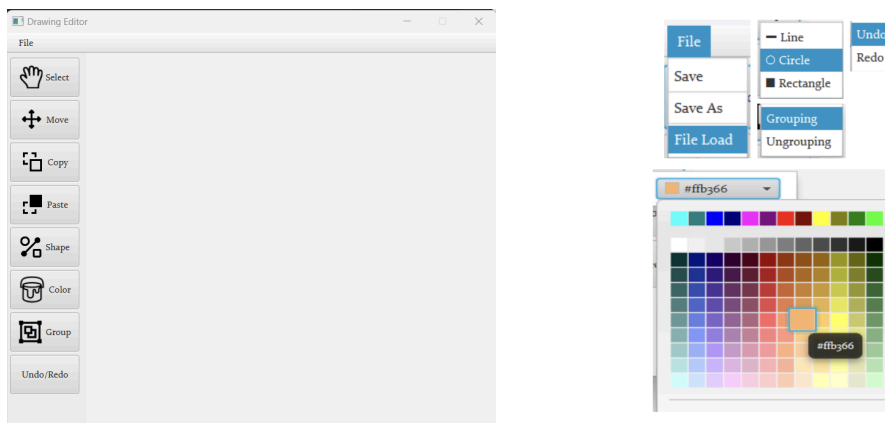 Drawing Editor
File
Select
Move
Copy
Paste
Shape
Color
Group
Undo/Redo
File
Save
Save As
File Load
Line
Circle
Rectangle
Grouping
Ungrouping
Undo
Redo
#ffb366
#ffb366